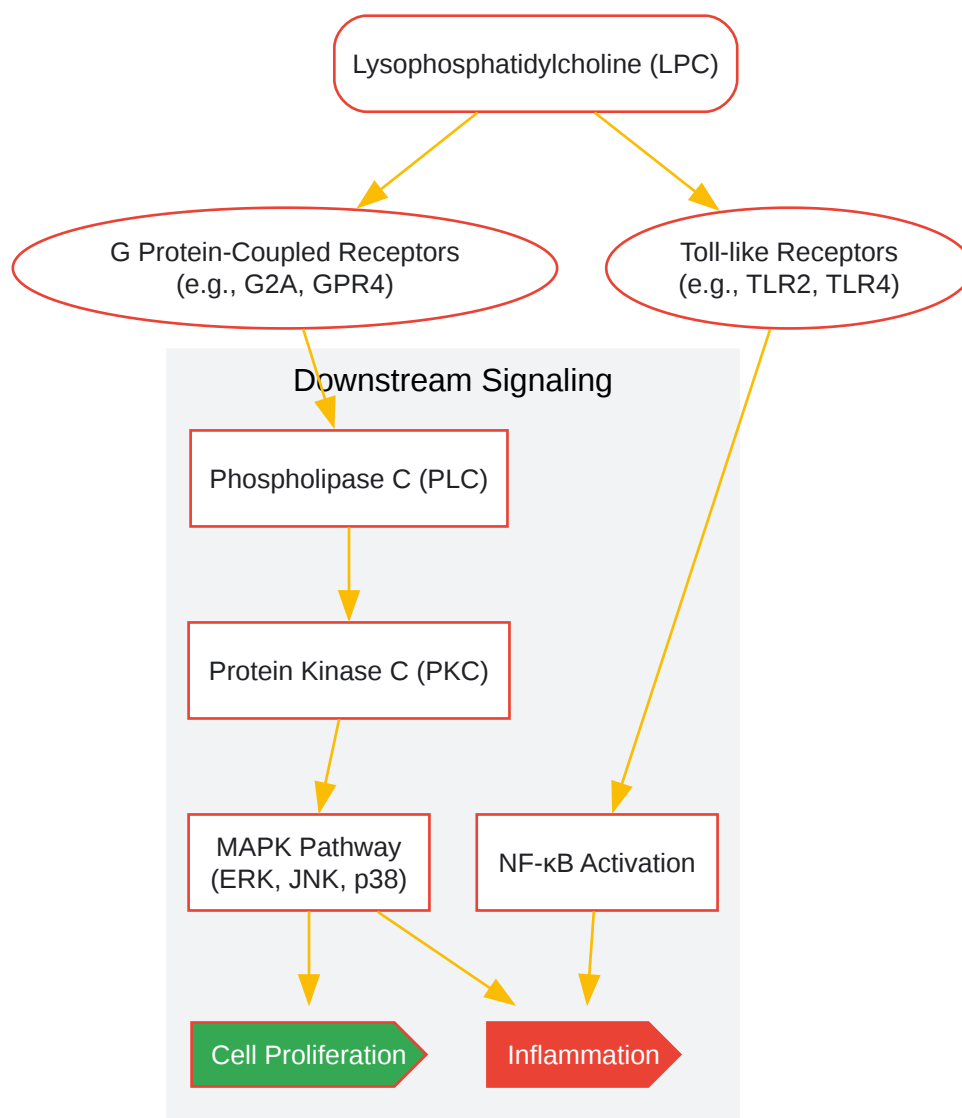 Lysophosphatidylcholine (LPC)
G Protein-Coupled Receptors
(e.g., G2A, GPR4)
Toll-like Receptors
(e.g., TLR2, TLR4)
Downstream Signaling
Phospholipase C (PLC)
Protein Kinase C (PKC)
MAPK Pathway
(ERK, JNK, p38)
NF-κB Activation
Cell Proliferation
Inflammation